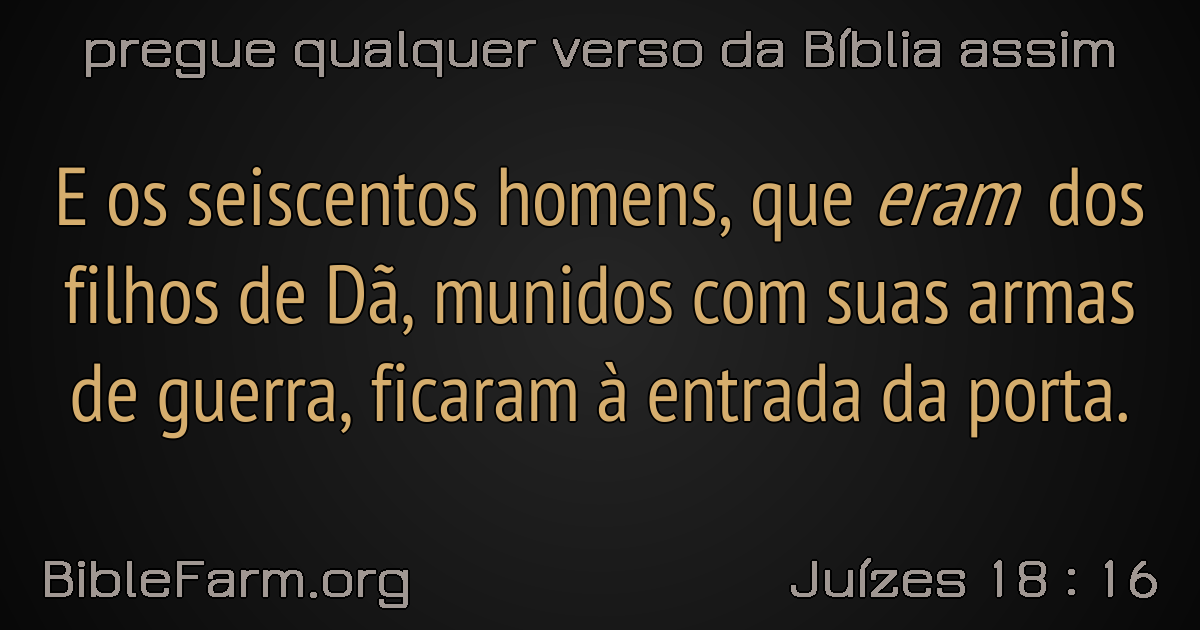 pregue qualquer verso da Bíblia assim
E os seiscentos homens, que eram dos
filhos de Dã, munidos com suas armas
de guerra, ficaram à entrada da porta.
BibleFarm.org
Juízes 18 : 16